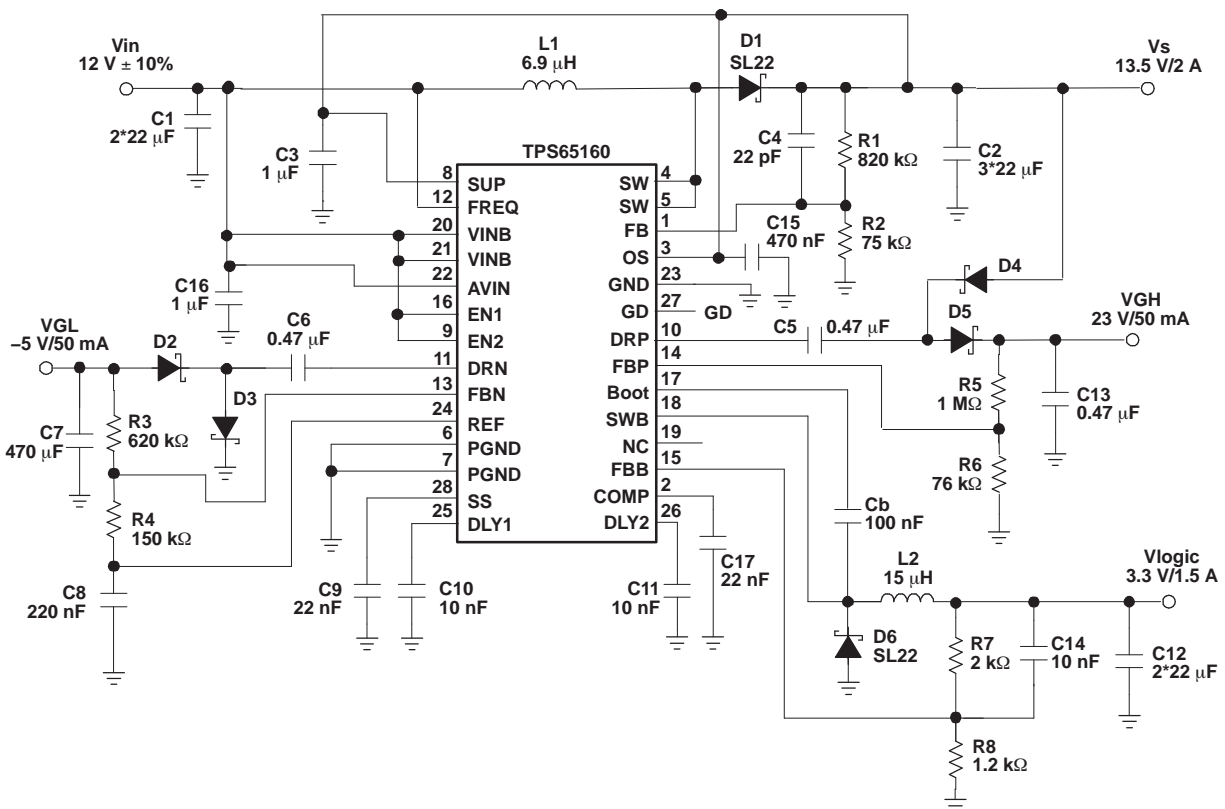 Vin
12 V ± 10%
L1
6.9 μH
D1
SL22
Vs
13.5 V/2 A
C1
2*22 μF
C3
1 μF
TPS65160
C4
22 pF
R1
820 kΩ
C2
3*22 μF
8
SUP
12
FREQ
20
VINB
21
VINB
22
AVIN
16
EN1
9
EN2
11
DRN
13
FBN
24
REF
6
PGND
7
PGND
28
SS
25
DLY1
4
SW
5
SW
1
FB
3
OS
23
GND
27
GD
GD
10
DRP
14
FBP
17
Boot
18
SWB
19
NC
15
FBB
2
COMP
26
DLY2
C15
470 nF
R2
75 kΩ
D4
C16
1 μF
VGL
–5 V/50 mA
D2
C6
0.47 μF
D3
C5
0.47 μF
D5
VGH
23 V/50 mA
R5
1 MΩ
C13
0.47 μF
C7
470 μF
R3
620 kΩ
R6
76 kΩ
R4
150 kΩ
Cb
100 nF
C8
220 nF
C9
22 nF
C10
10 nF
C11
10 nF
C17
22 nF
L2
15 μH
Vlogic
3.3 V/1.5 A
D6
SL22
R7
2 kΩ
C14
10 nF
C12
2*22 μF
R8
1.2 kΩ